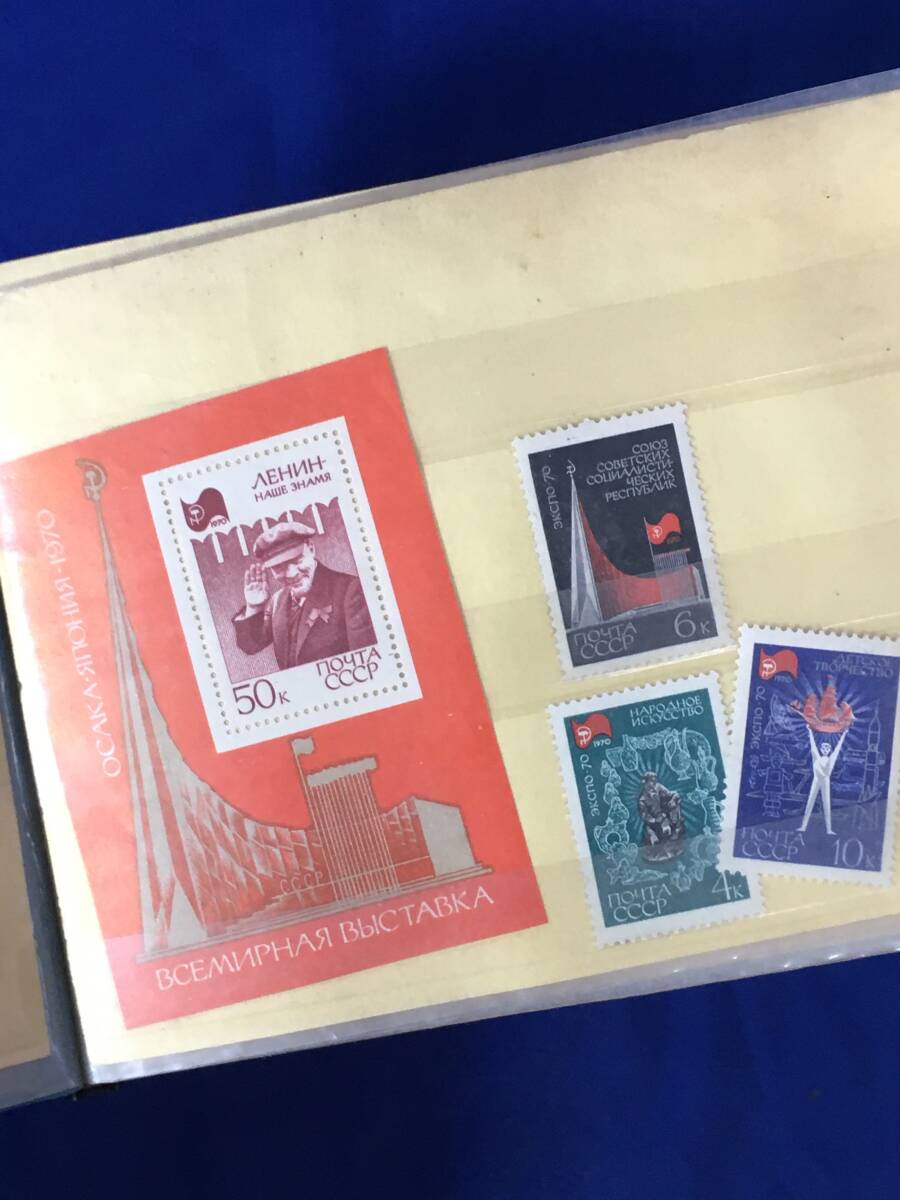 ОСАКА·ЯПОНИЯ·1970
ЛЕНИН-
НАШЕ ЗНАМЯ
1970
50к
ПОЧТА
СССР
СССР
ВСЕМИРНАЯ ВЫСТАВКА
ЭКСПО·70
СОЮЗ
СОВЕТСКИХ
СОЦИАЛИСТИ-
ЧЕСКИХ
РЕСПУБЛИК
1970
ПОЧТА
СССР
6к
1970
НАРОДНОЕ
ИСКУССТВО
ЭКСПО·70
ПОЧТА
СССР
4к
1970
ДЕТСКОЕ
ТВОРЧЕСТВО
ЭКСПО·70
ПОЧТА
СССР
10к